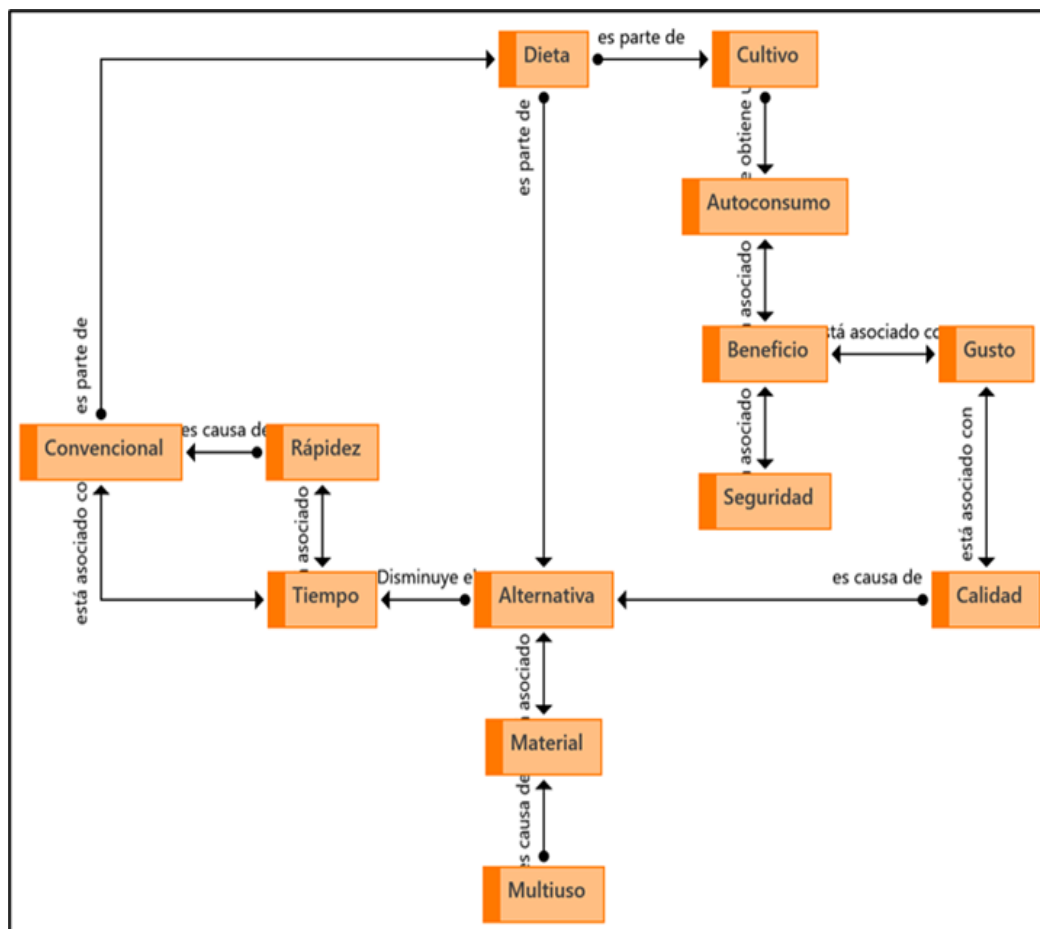 Dieta
es parte de
Cultivo
es parte de
e obtiene
Autoconsumo
asociado
Beneficio
stá asociado co
Gusto
es parte de
Convencional
es causa de
Rápidez
asociado
Seguridad
está asociado con
está asociado co
asociado
Tiempo
Disminuye el
Alternativa
es causa de
Calidad
asociado
Material
es causa de
Multiuso